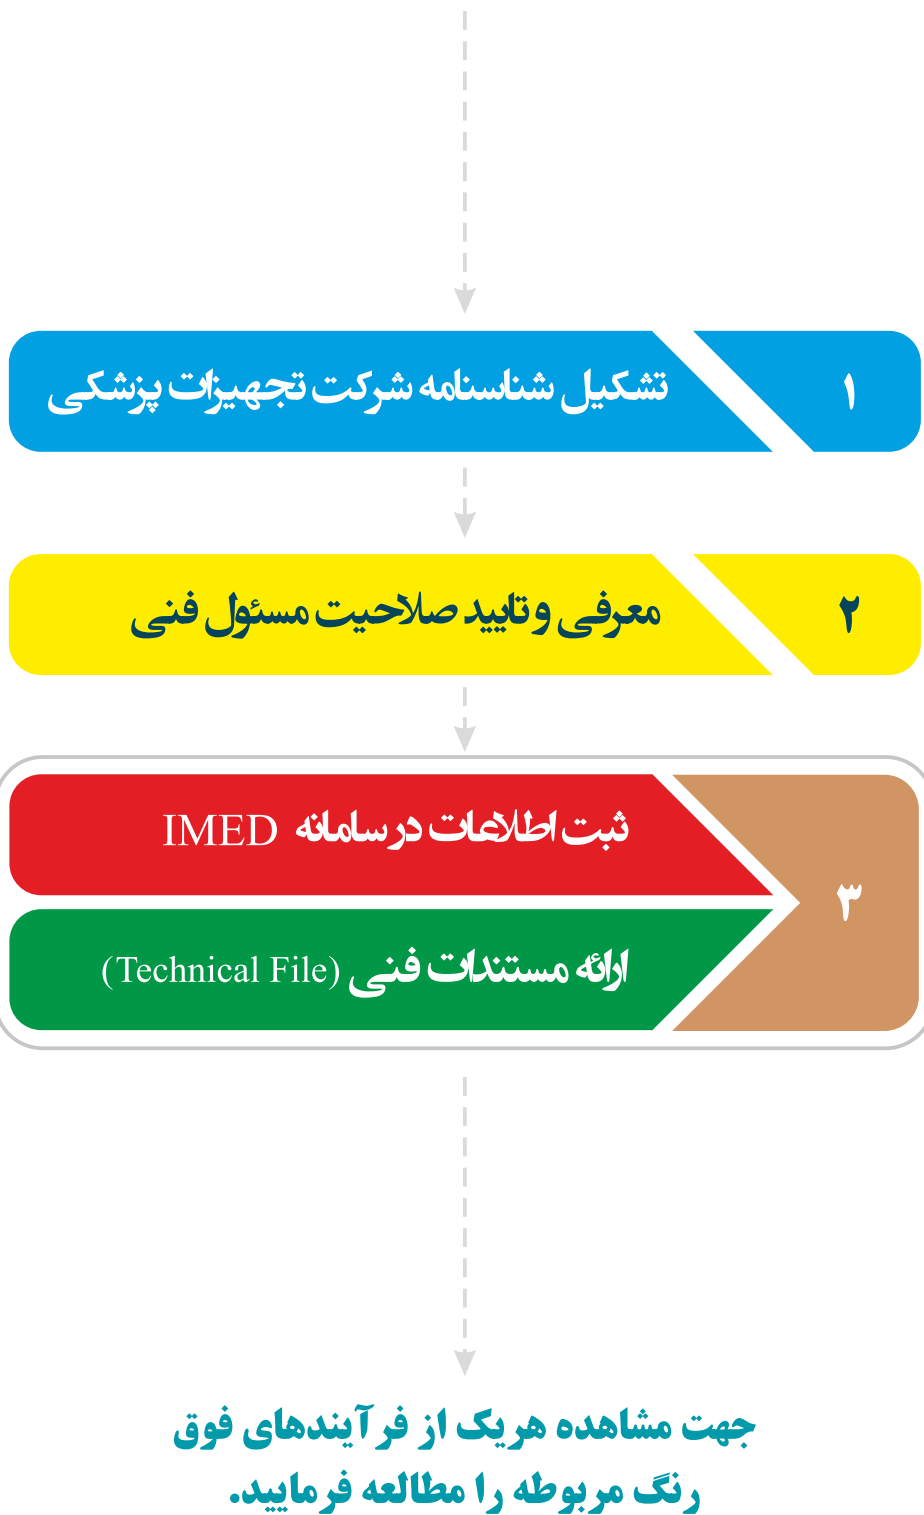 ۱
تشکیل شناسنامه شرکت تجهیزات پزشکی
۲
معرفی و تایید صلاحیت مسئول فنی
۳
ثبت اطلاعات در سامانه IMED
ارائه مستندات فنی (Technical File)
جهت مشاهده هریک از فرآیندهای فوق
رنگ مربوطه را مطالعه فرمایید.